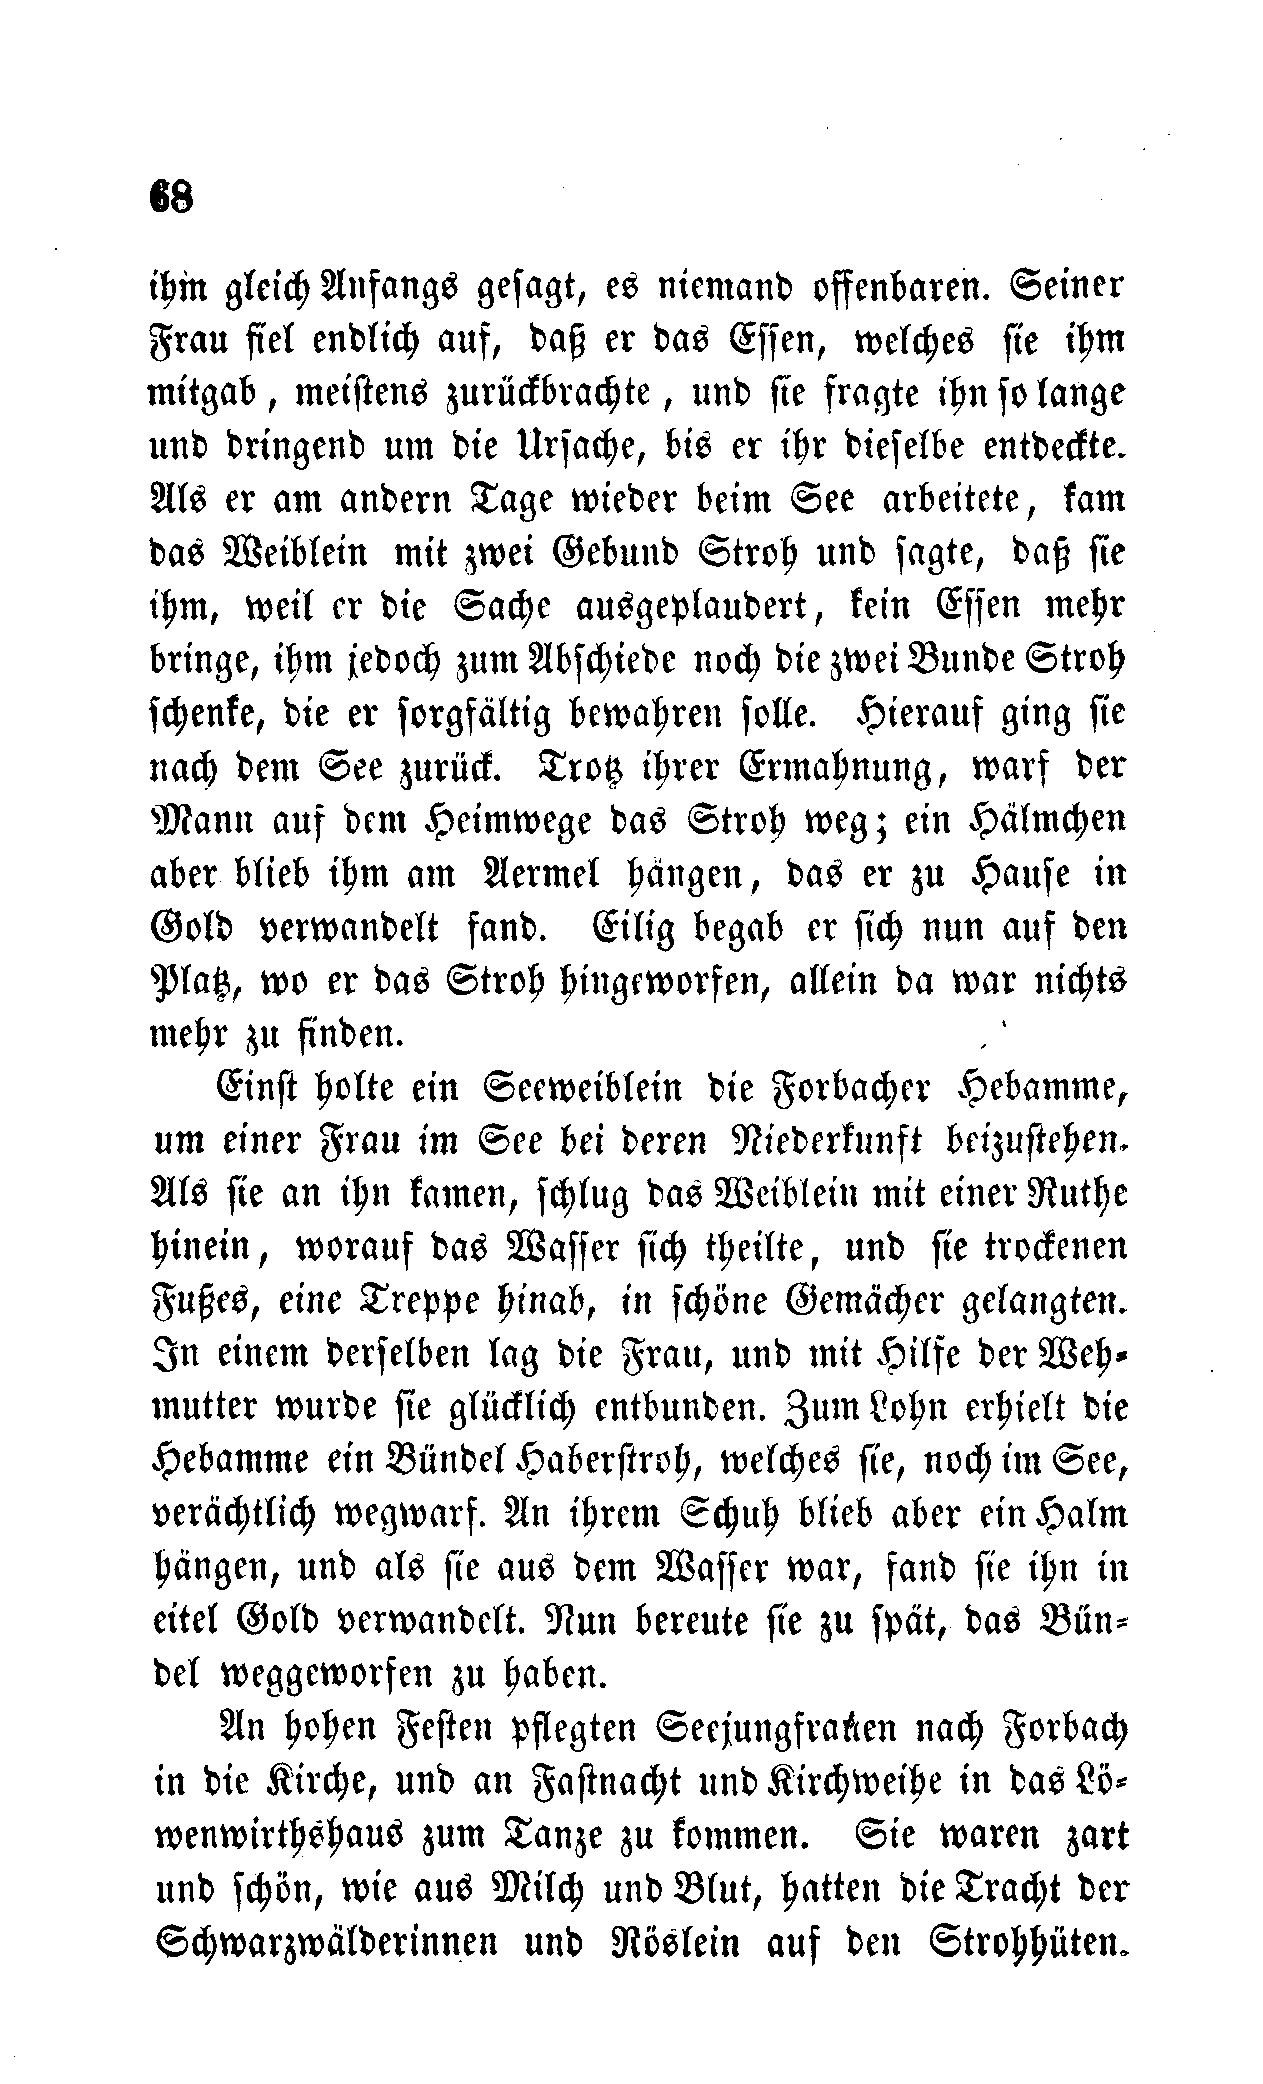 68
ihm gleich Anfangs gesagt, es niemand offenbaren. Seiner
Frau fiel endlich auf, daß er das Essen, welches sie ihm
mitgab, meistens zurückbrachte, und sie fragte ihn so lange
und dringend um die Ursache, bis er ihr dieselbe entdeckte.
Als er am andern Tage wieder beim See arbeitete, kam
das Weiblein mit zwei Gebund Stroh und sagte, daß sie
ihm, weil er die Sache ausgeplaudert, kein Essen mehr
bringe, ihm jedoch zum Abschiede noch die zwei Bunde Stroh
schenke, die er sorgfältig bewahren solle. Hierauf ging sie
nach dem See zurück. Trotz ihrer Ermahnung, warf der
Mann auf dem Heimwege das Stroh weg; ein Hälmchen
aber blieb ihm am Aermel hängen, das er zu Hause in
Gold verwandelt fand. Eilig begab er sich nun auf den
Platz, wo er das Stroh hingeworfen, allein da war nichts
mehr zu finden.
Einst holte ein Seeweiblein die Forbacher Hebamme,
um einer Frau im See bei deren Niederkunft beizustehen.
Als sie an ihn kamen, schlug das Weiblein mit einer Ruthe
hinein, worauf das Wasser sich theilte, und sie trockenen
Fußes, eine Treppe hinab, in schöne Gemächer gelangten.
In einem derselben lag die Frau, und mit Hilfe der Weh-
mutter wurde sie glücklich entbunden. Zum Lohn erhielt die
Hebamme ein Bündel Haberstroh, welches sie, noch im See,
verächtlich wegwarf. An ihrem Schuh blieb aber ein Halm
hängen, und als sie aus dem Wasser war, fand sie ihn in
eitel Gold verwandelt. Nun bereute sie zu spät, das Bün-
del weggeworfen zu haben.
An hohen Festen pflegten Seejungfrauen nach Forbach
in die Kirche, und an Fastnacht und Kirchweihe in das Lö-
wenwirthshaus zum Tanze zu kommen. Sie waren zart
und schön, wie aus Milch und Blut, hatten die Tracht der
Schwarzwälderinnen und Röslein auf den Strohhüten.